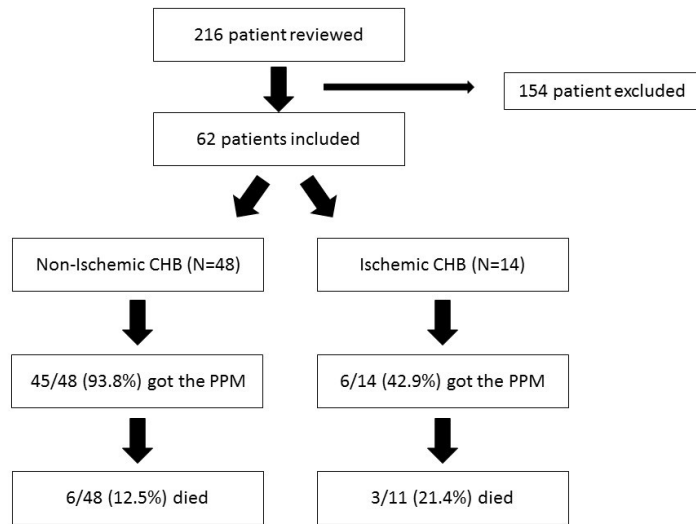 216 patient reviewed
154 patient excluded
62 patients included
Non-Ischemic CHB (N=48)
Ischemic CHB (N=14)
45/48 (93.8%) got the PPM
6/14 (42.9%) got the PPM
6/48 (12.5%) died
3/11 (21.4%) died